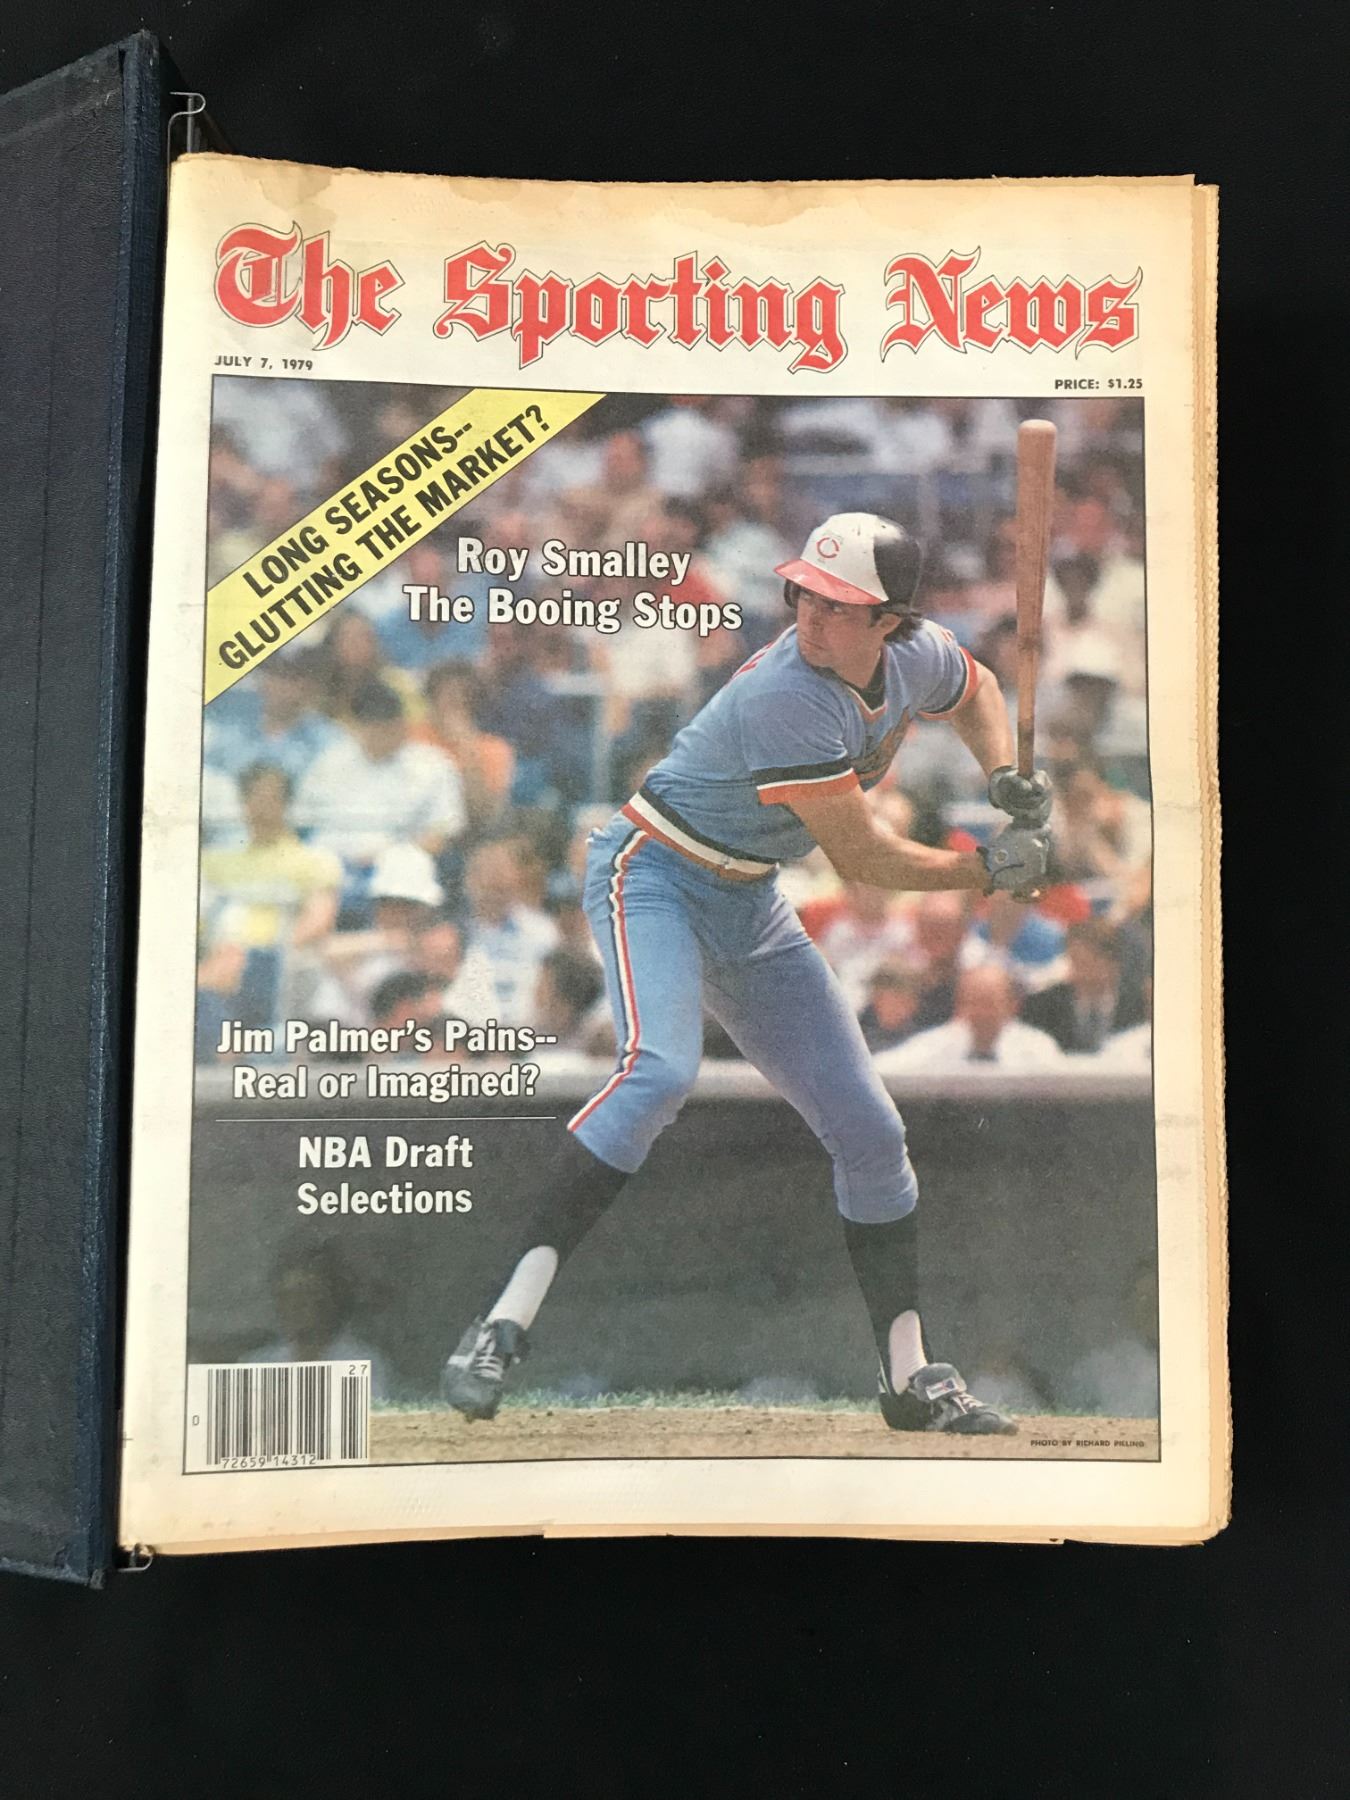 The Sporting News
JULY 7, 1979
PRICE: $1.25
LONG SEASONS--
GLUTTING THE MARKET?
Roy Smalley
The Booing Stops
Jim Palmer's Pains--
Real or Imagined?
NBA Draft
Selections
C
27
0
72659 14312
PHOTO BY RICHARD PILLING